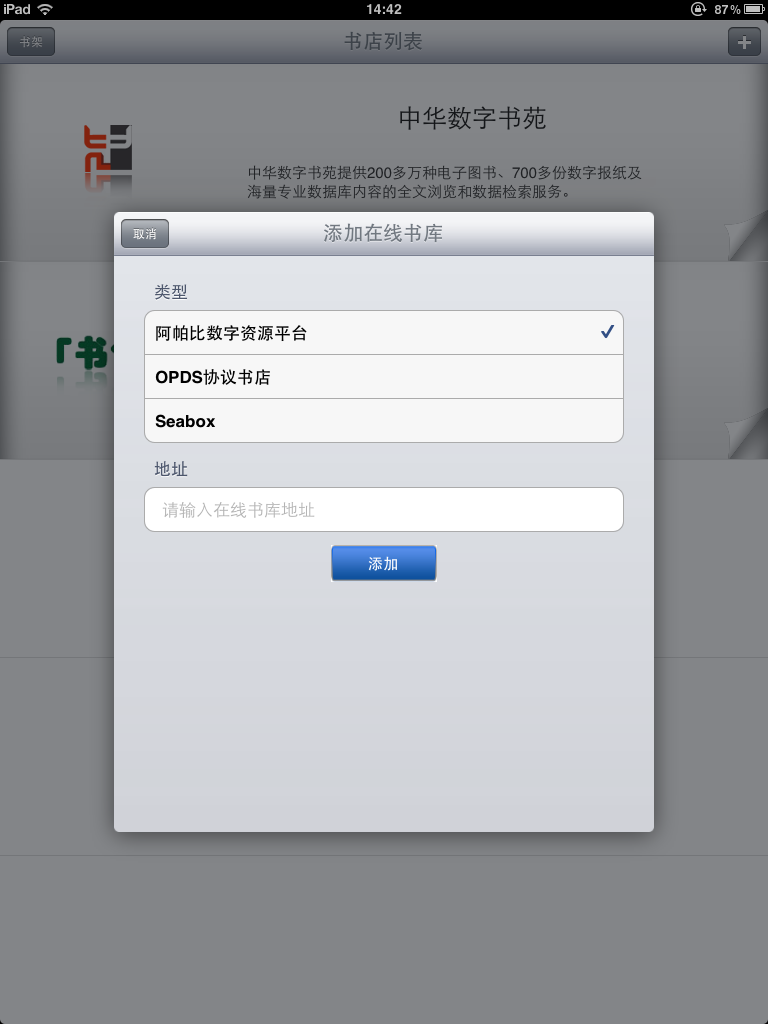 iPad 14:42 87%
书架 书店列表
中华数字书苑
中华数字书苑提供200多万种电子图书、700多份数字报纸及
海量专业数据库内容的全文浏览和数据检索服务。
取消 添加在线书库
类型
阿帕比数字资源平台
OPDS协议书店
Seabox
地址
请输入在线书库地址
添加
「书